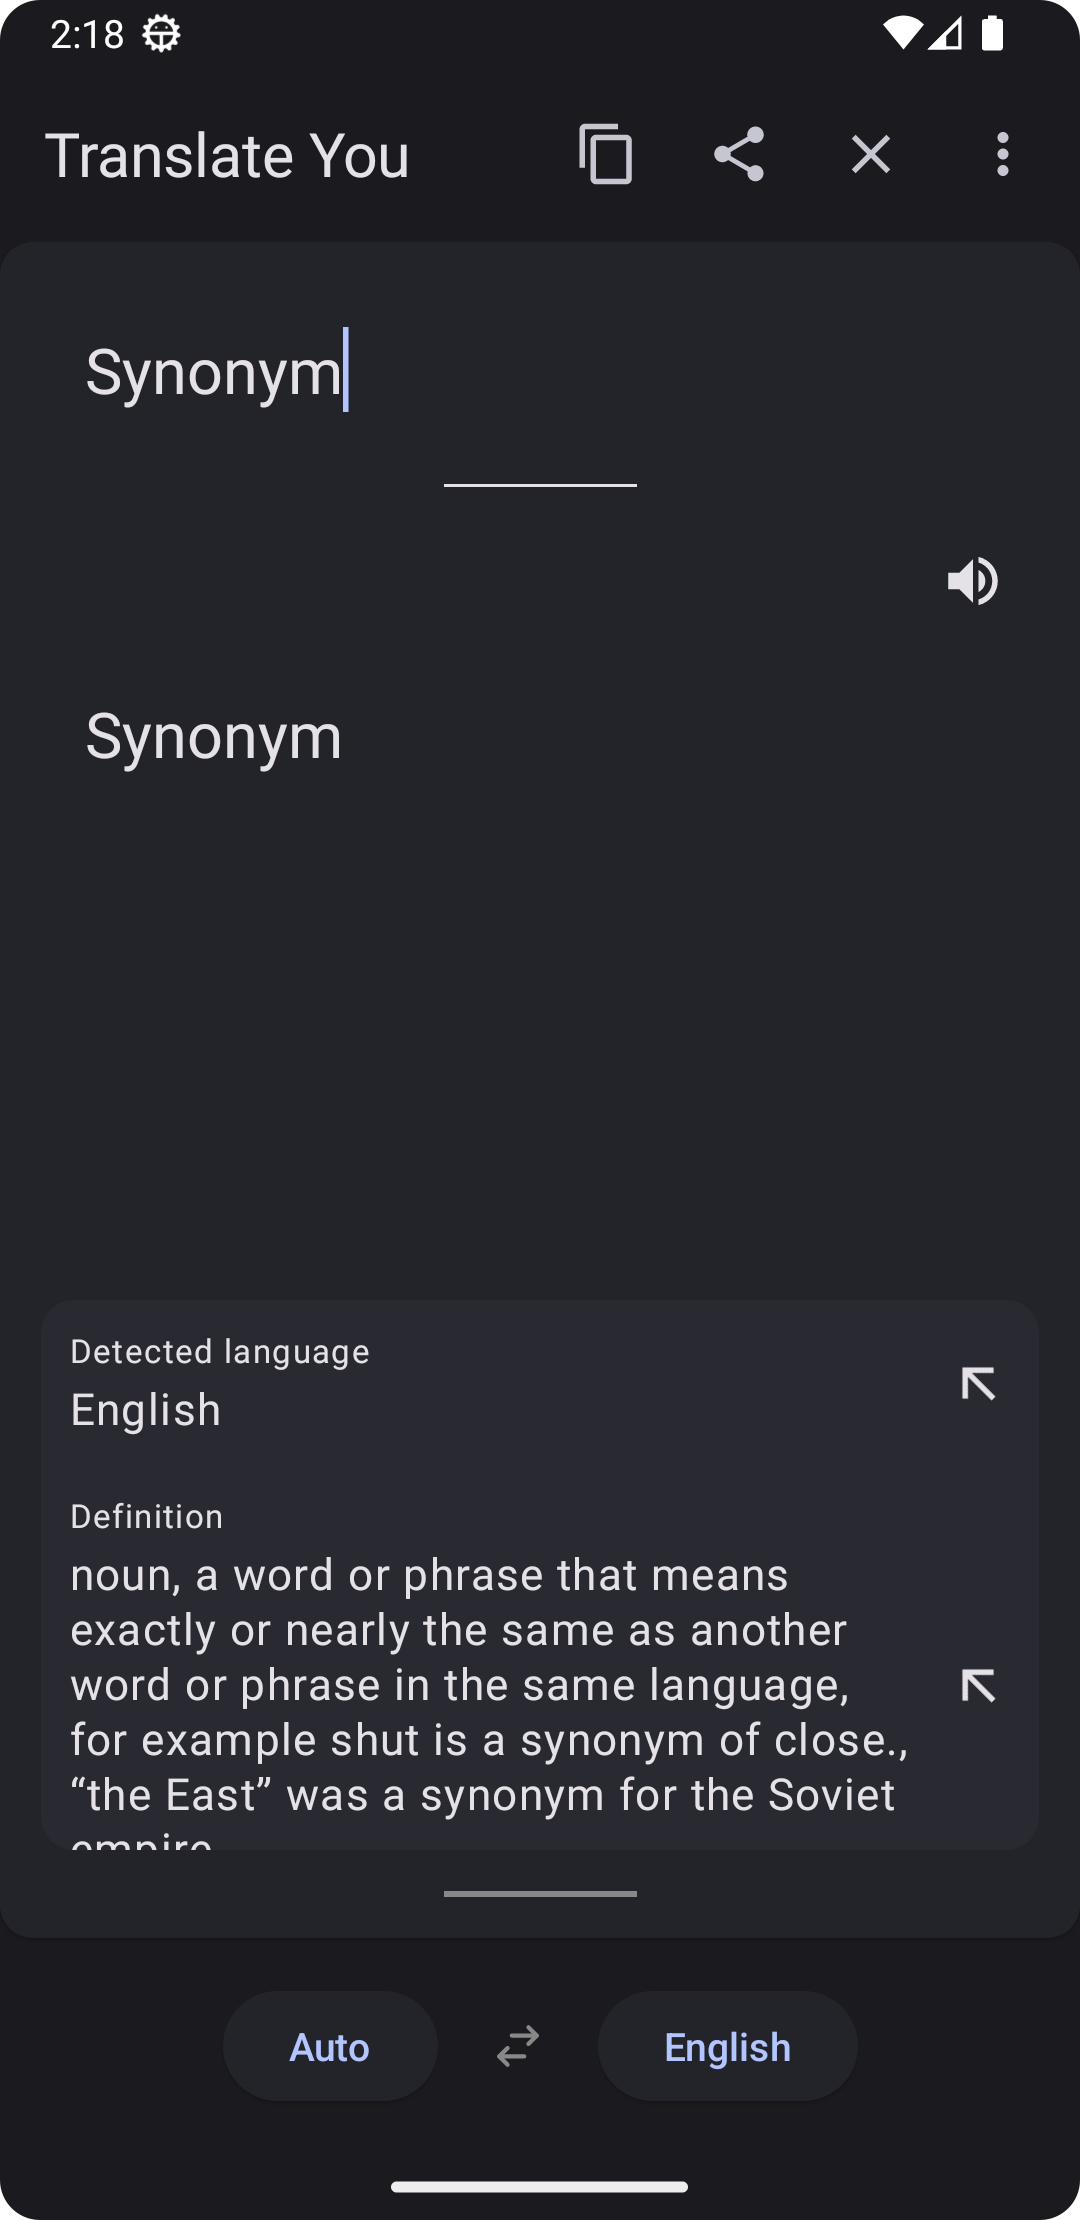 2:18
Translate You
Synonym
Synonym
Detected language
English
Definition
noun, a word or phrase that means
exactly or nearly the same as another
word or phrase in the same language,
for example shut is a synonym of close.,
“the East” was a synonym for the Soviet
empire
Auto
English